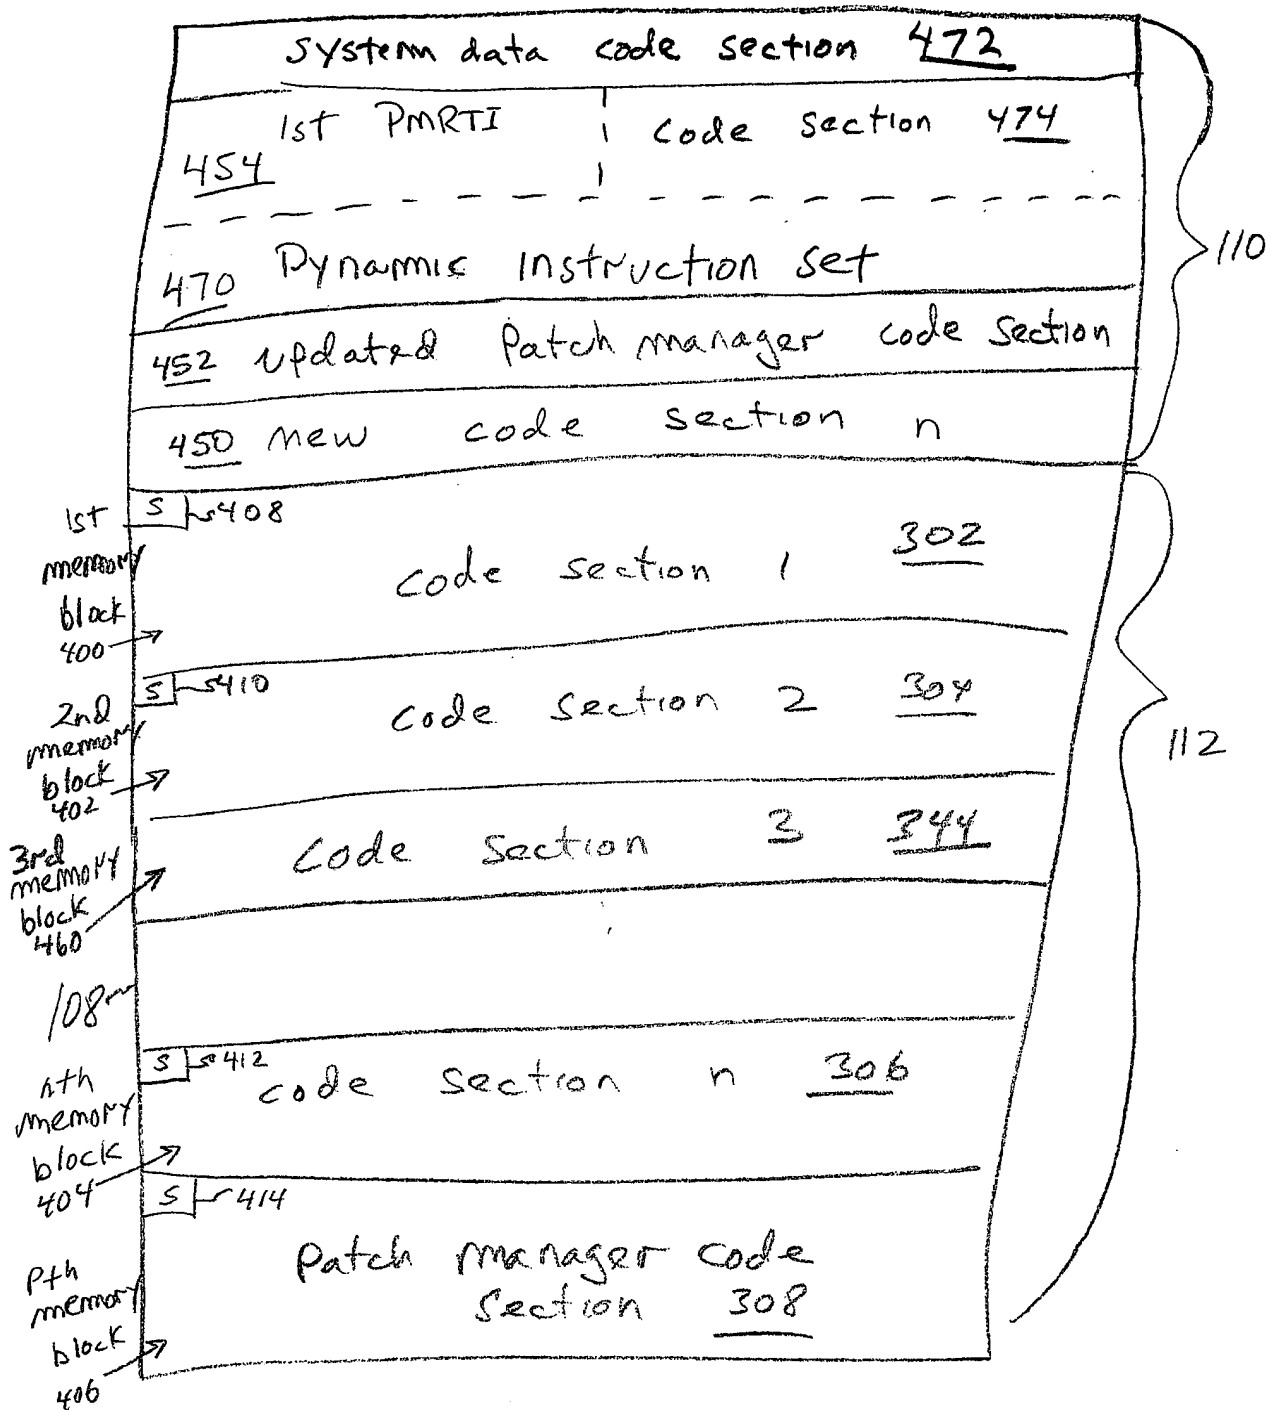 system data code section 472
1st PMRTI code section 474
454
110
470 Dynamic instruction set
452 updated patch manager code section
450 new code section n
S 408
1st
memory
block
400
code section 1 302
S 410
2nd
memory
block
402
code section 2 304
112
3rd
memory
block
460
code section 3 344
108
S 412
nth
memory
block
404
code section n 306
S 414
Pth
memory
block
406
patch manager code
section 308